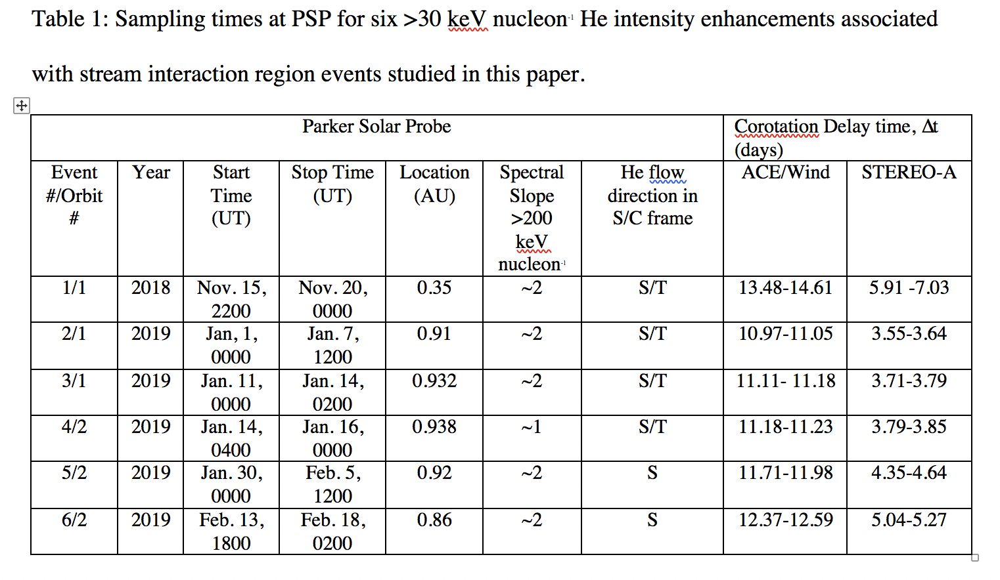 Table 1: Sampling times at PSP for six >30 keV nucleon-1 He intensity enhancements associated
with stream interaction region events studied in this paper.
Parker Solar Probe
Corotation Delay time, Δt
(days)
Event
#/Orbit
#
Year
Start
Time
(UT)
Stop Time
(UT)
Location
(AU)
Spectral
Slope
>200
keV
nucleon-1
He flow
direction in
S/C frame
ACE/Wind
STEREO-A
1/1
2018
Nov. 15,
2200
Nov. 20,
0000
0.35
~2
S/T
13.48-14.61
5.91 -7.03
2/1
2019
Jan, 1,
0000
Jan. 7,
1200
0.91
~2
S/T
10.97-11.05
3.55-3.64
3/1
2019
Jan. 11,
0000
Jan. 14,
0200
0.932
~2
S/T
11.11- 11.18
3.71-3.79
4/2
2019
Jan. 14,
0400
Jan. 16,
0000
0.938
~1
S/T
11.18-11.23
3.79-3.85
5/2
2019
Jan. 30,
0000
Feb. 5,
1200
0.92
~2
S
11.71-11.98
4.35-4.64
6/2
2019
Feb. 13,
1800
Feb. 18,
0200
0.86
~2
S
12.37-12.59
5.04-5.27